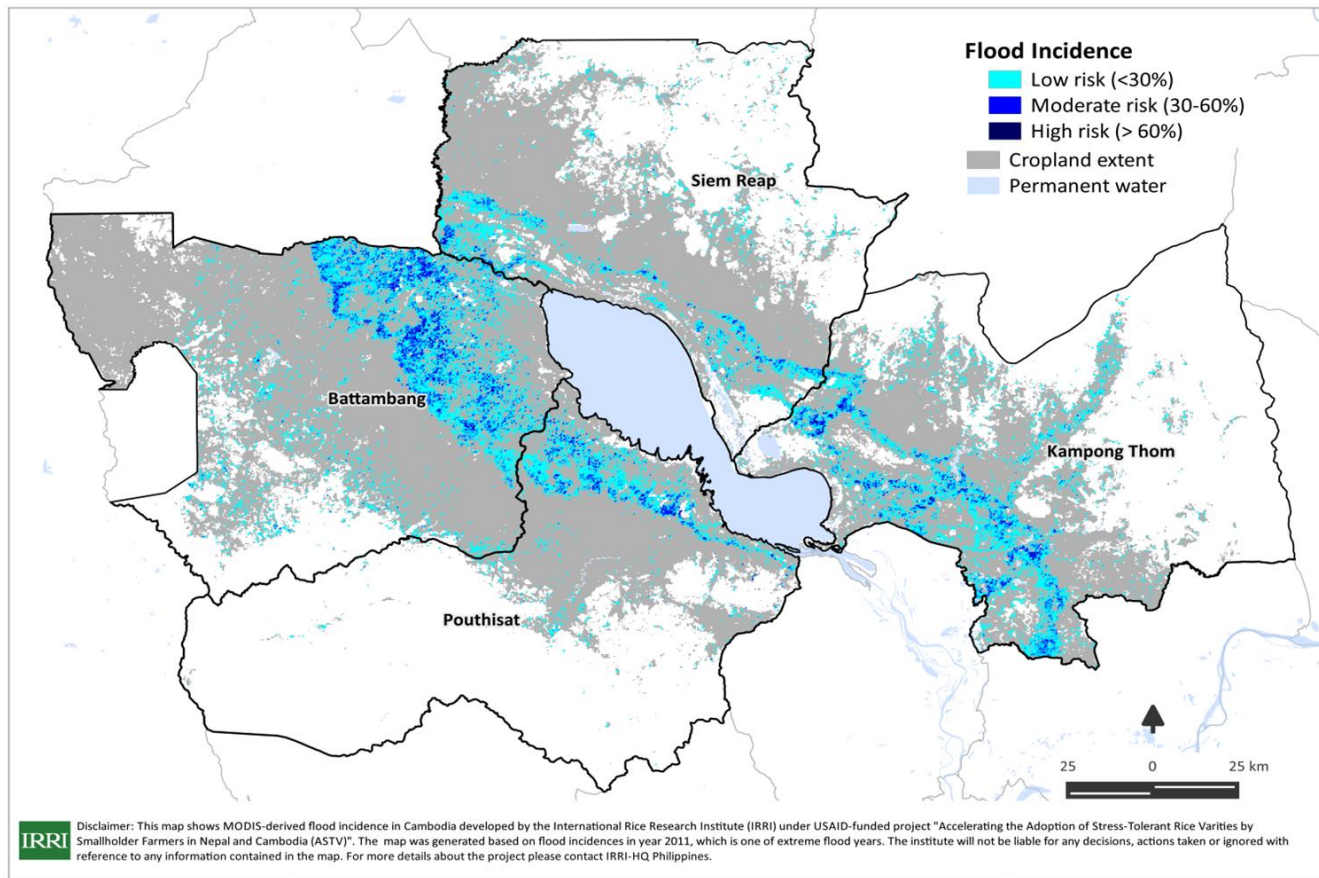 Flood Incidence
Low risk (<30%)
Moderate risk (30-60%)
High risk (> 60%)
Cropland extent
Permanent water
Siem Reap
Battambang
Kampong Thom
Pouthisat
25 0 25 km
IRRI
Disclaimer: This map shows MODIS-derived flood incidence in Cambodia developed by the International Rice Research Institute (IRRI) under USAID-funded project "Accelerating the Adoption of Stress-Tolerant Rice Varities by
Smallholder Farmers in Nepal and Cambodia (ASTV)". The map was generated based on flood incidences in year 2011, which is one of extreme flood years. The institute will not be liable for any decisions, actions taken or ignored with
reference to any information contained in the map. For more details about the project please contact IRRI-HQ Philippines.